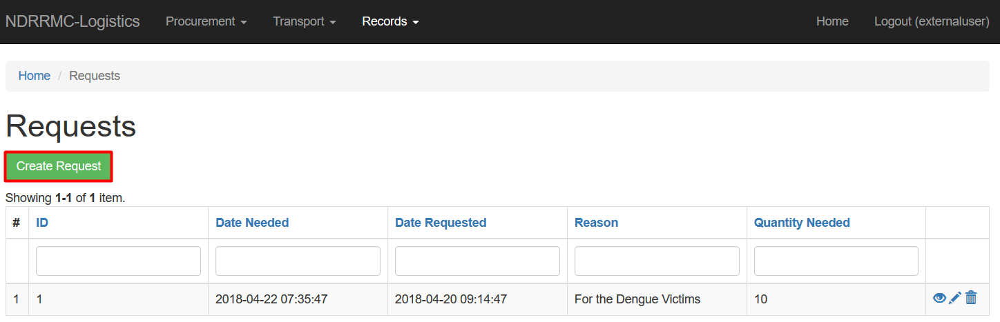 NDRRMC-Logistics Procurement Transport Records Home Logout (externaluser)
Home / Requests
Requests
Create Request
Showing 1-1 of 1 item.
# ID Date Needed Date Requested Reason Quantity Needed
1 1 2018-04-22 07:35:47 2018-04-20 09:14:47 For the Dengue Victims 10